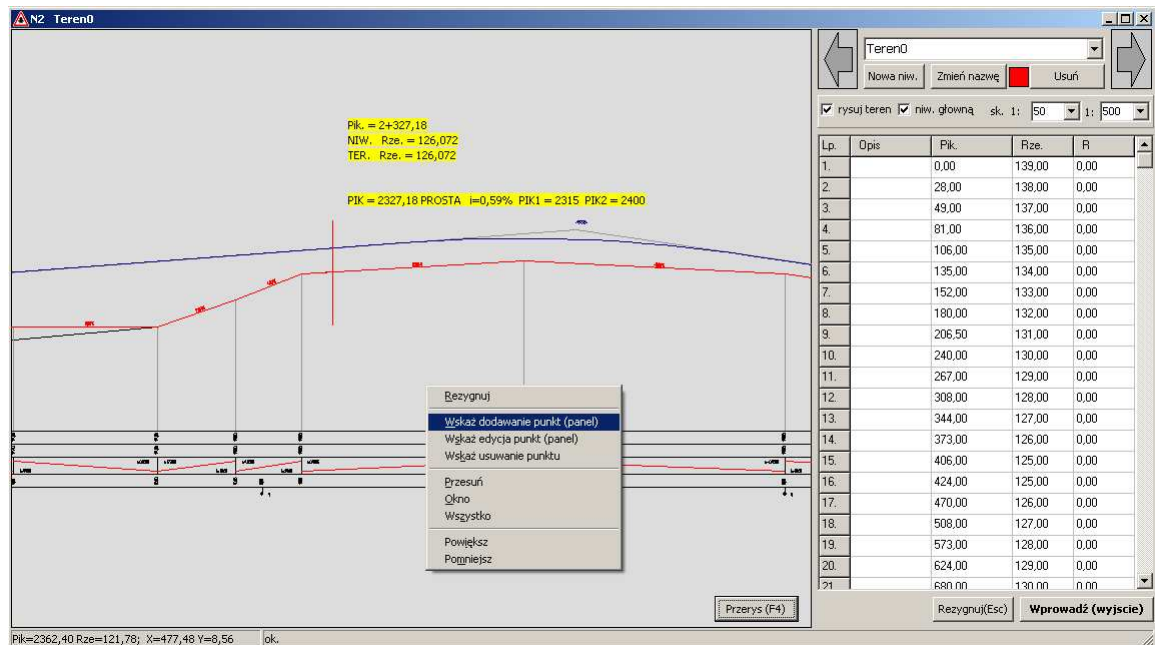 N2 Teren0
Pik. = 2+327,18
NIW. Rze. = 126,072
TER. Rze. = 126,072
PIK = 2327,18 PROSTA i=0,59% PIK1 = 2315 PIK2 = 2400
Rezygnuj
Wskaż dodawanie punkt (panel)
Wskaż edycja punkt (panel)
Wskaż usuwanie punktu
Przesuń
Okno
Wszystko
Powiększ
Pomniejsz
Przerys (F4)
Teren0
Nowa niw. Zmień nazwę Usuń
rysuj teren niw. głowną sk. 1: 50 1: 500
Lp. Opis Pik. Rze. R
1. 0,00 139,00 0,00
2. 28,00 138,00 0,00
3. 49,00 137,00 0,00
4. 81,00 136,00 0,00
5. 106,00 135,00 0,00
6. 135,00 134,00 0,00
7. 152,00 133,00 0,00
8. 180,00 132,00 0,00
9. 206,50 131,00 0,00
10. 240,00 130,00 0,00
11. 267,00 129,00 0,00
12. 308,00 128,00 0,00
13. 344,00 127,00 0,00
14. 373,00 126,00 0,00
15. 406,00 125,00 0,00
16. 424,00 125,00 0,00
17. 470,00 126,00 0,00
18. 508,00 127,00 0,00
19. 573,00 128,00 0,00
20. 624,00 129,00 0,00
21. 680,00 130,00 0,00
Rezygnuj(Esc) Wprowadź (wyjscie)
Pik=2362,40 Rze=121,78; X=477,48 Y=8,56 ok.